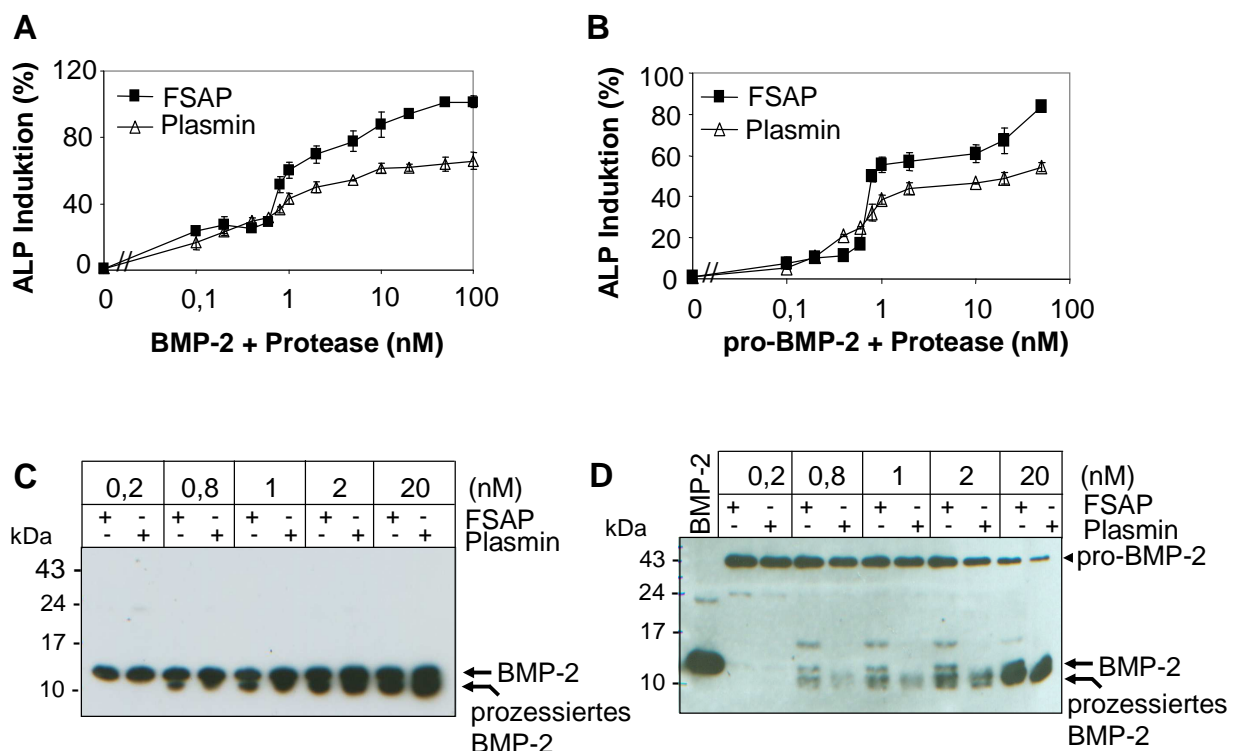 A
ALP Induktion (%)
120
80
40
0
FSAP
Plasmin
0 0,1 1 10 100
BMP-2 + Protease (nM)
B
ALP Induktion (%)
100
80
60
40
20
0
FSAP
Plasmin
0 0,1 1 10 100
pro-BMP-2 + Protease (nM)
C
0,2 0,8 1 2 20 (nM)
+ - + - + - + - + - FSAP
- + - + - + - + - + Plasmin
kDa
43 -
24 -
17 -
10 -
BMP-2
prozessiertes
BMP-2
D
BMP-2
0,2 0,8 1 2 20 (nM)
+ - + - + - + - + - FSAP
- + - + - + - + - + Plasmin
kDa
43 -
24 -
17 -
10 -
pro-BMP-2
BMP-2
prozessiertes
BMP-2